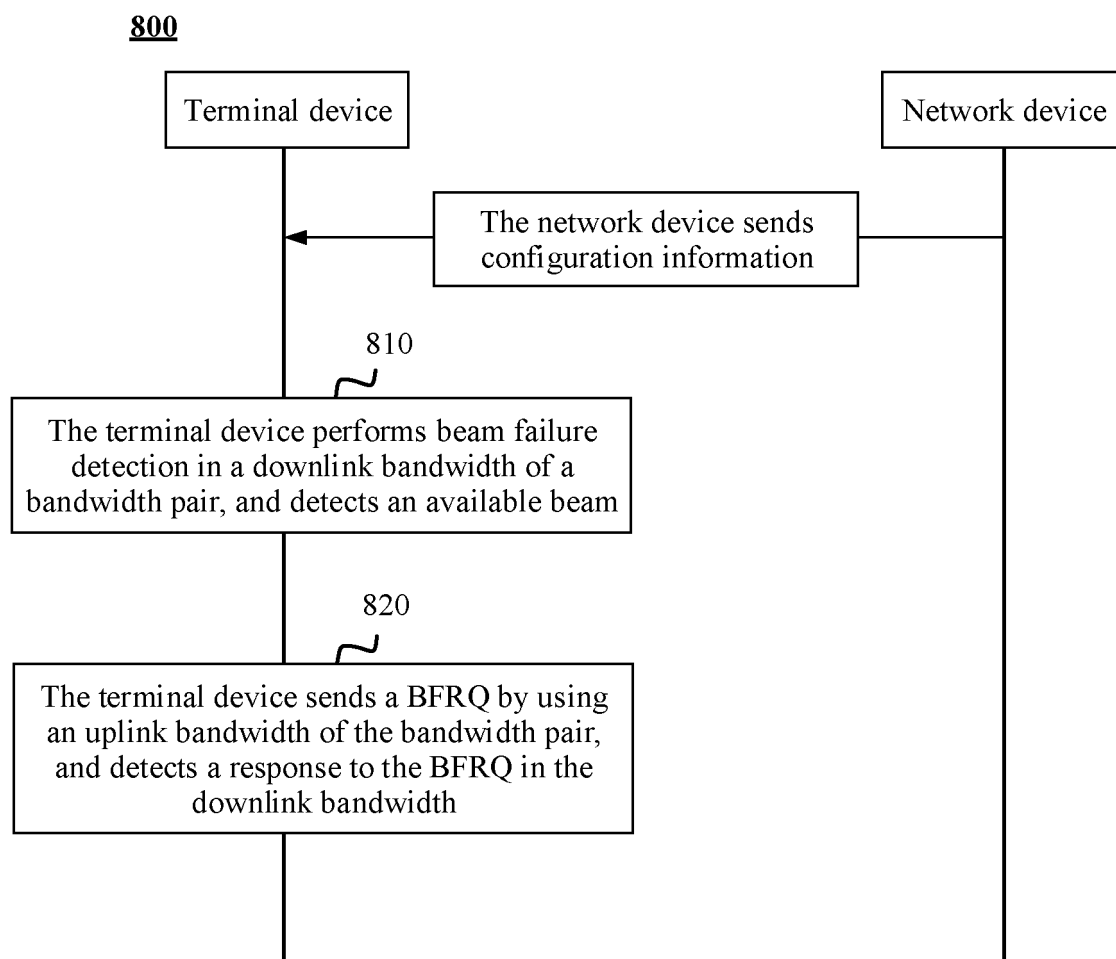 800
Terminal device
Network device
The network device sends
configuration information
810
The terminal device performs beam failure
detection in a downlink bandwidth of a
bandwidth pair, and detects an available beam
820
The terminal device sends a BFRQ by using
an uplink bandwidth of the bandwidth pair,
and detects a response to the BFRQ in the
downlink bandwidth